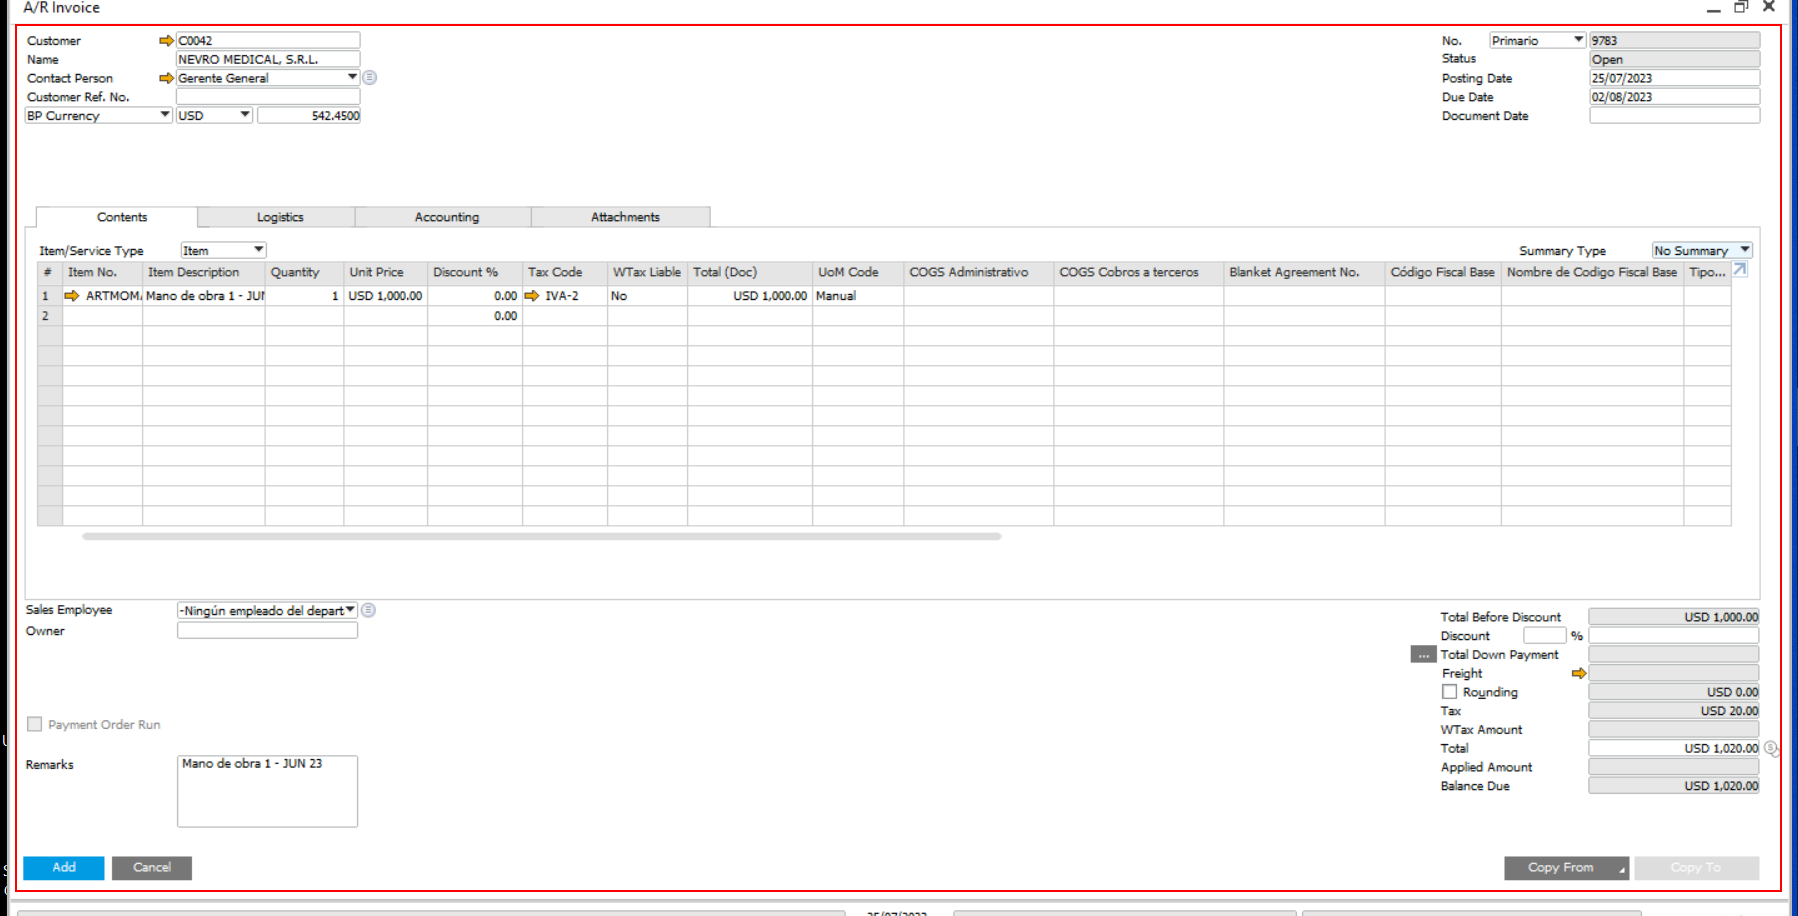 A/R Invoice
Customer C0042
Name NEVRO MEDICAL, S.R.L.
Contact Person Gerente General
Customer Ref. No.
BP Currency USD 542.4500
No. Primario 9783
Status Open
Posting Date 25/07/2023
Due Date 02/08/2023
Document Date
Contents Logistics Accounting Attachments
Item/Service Type Item Summary Type No Summary
# Item No. Item Description Quantity Unit Price Discount % Tax Code WTax Liable Total (Doc) UoM Code COGS Administrativo COGS Cobros a terceros Blanket Agreement No. Código Fiscal Base Nombre de Codigo Fiscal Base Tipo...
1 ARTMOM Mano de obra 1 - JUN 1 USD 1,000.00 0.00 IVA-2 No USD 1,000.00 Manual
2 0.00
Sales Employee -Ningún empleado del depart
Owner
Payment Order Run
Remarks Mano de obra 1 - JUN 23
Total Before Discount USD 1,000.00
Discount %
... Total Down Payment
Freight
Rounding USD 0.00
Tax USD 20.00
WTax Amount
Total USD 1,020.00
Applied Amount
Balance Due USD 1,020.00
Add Cancel Copy From Copy To
25/07/2023